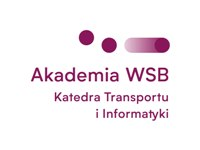 Akademia WSB
Katedra Transportu
i Informatyki